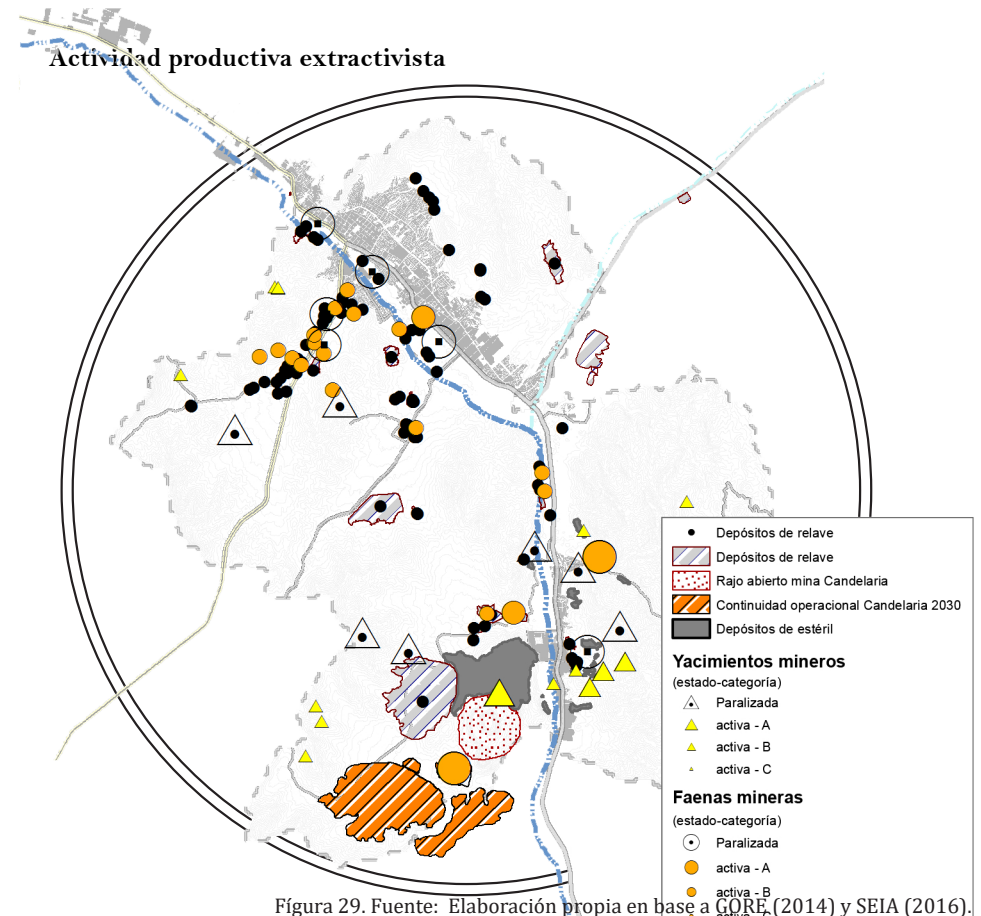 Actividad productiva extractivista
Depósitos de relave
Depósitos de relave
Rajo abierto mina Candelaria
Continuidad operacional Candelaria 2030
Depósitos de estéril
Yacimientos mineros
(estado-categoría)
Paralizada
activa - A
activa - B
activa - C
Faenas mineras
(estado-categoría)
Paralizada
activa - A
activa - B
Fígura 29. Fuente: Elaboración propia en base a GORE (2014) y SEIA (2016).